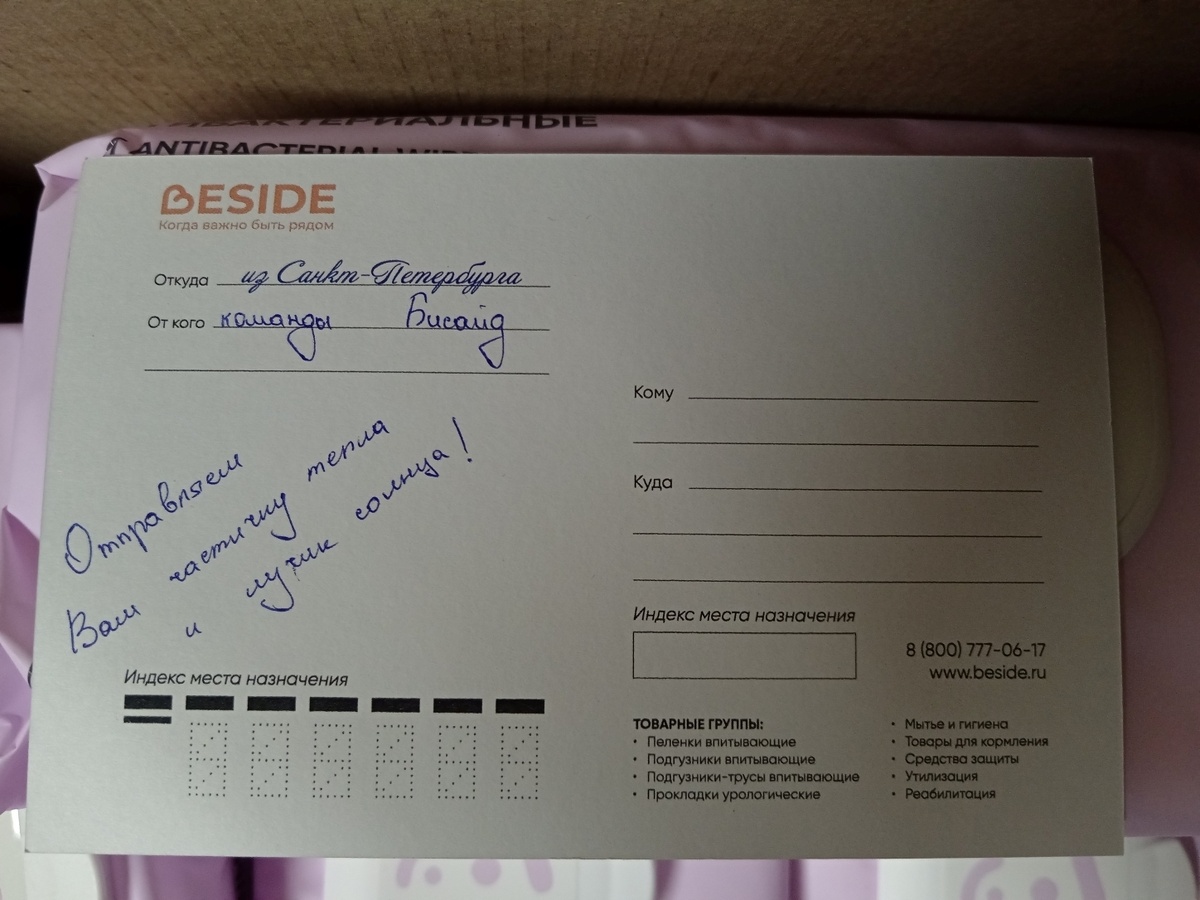 АНТИБАКТЕРИАЛЬНЫЕ
ANTIBACTERIAL WIPES
BESIDE
Когда важно быть рядом
Откуда из Санкт-Петербурга
От кого команды Бисайд
Отправляем
Вам частичку тепла
и лучик солнца!
Индекс места назначения
Кому
Куда
Индекс места назначения
8 (800) 777-06-17
www.beside.ru
ТОВАРНЫЕ ГРУППЫ:
• Пеленки впитывающие
• Подгузники впитывающие
• Подгузники-трусы впитывающие
• Прокладки урологические
• Мытье и гигиена
• Товары для кормления
• Средства защиты
• Утилизация
• Реабилитация